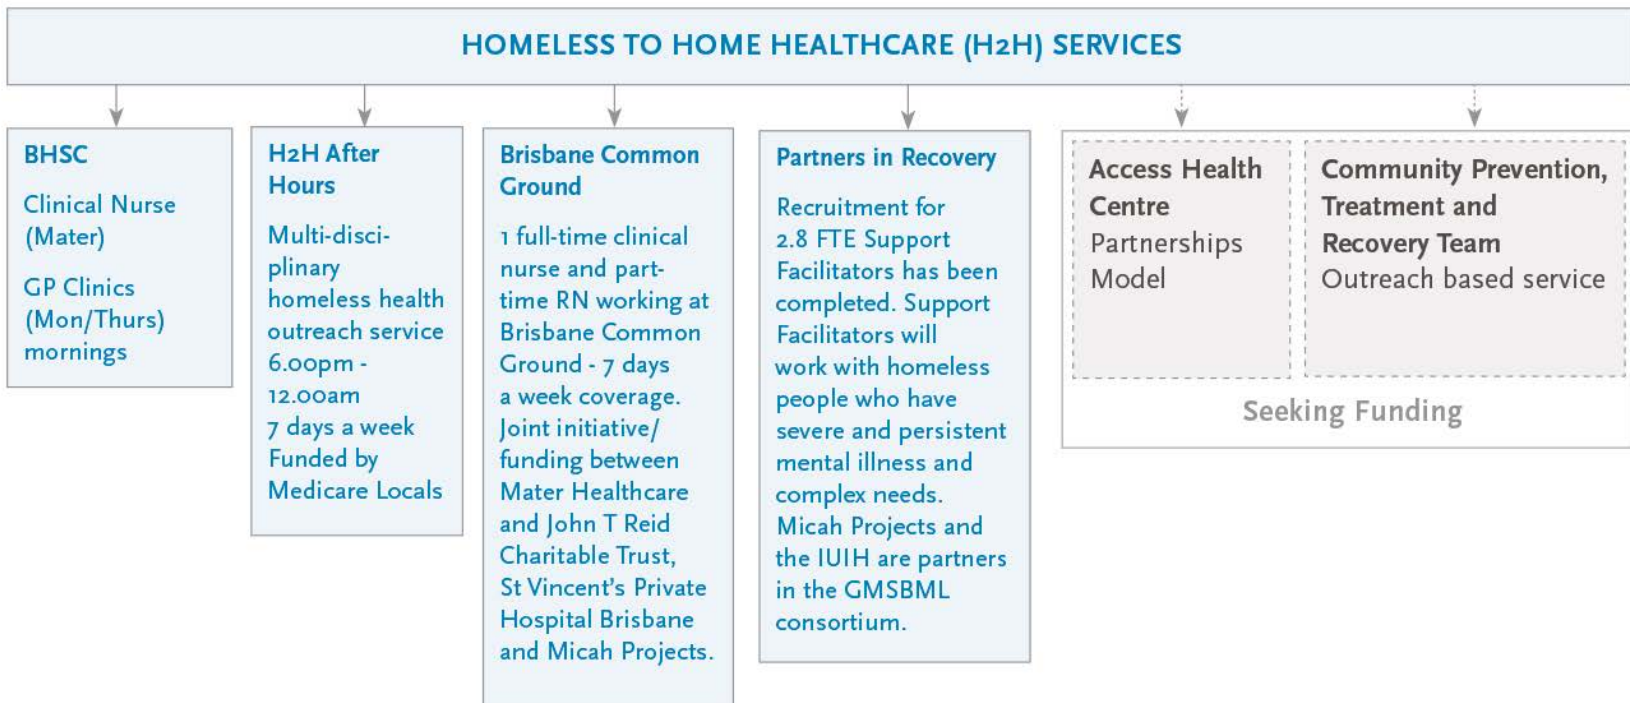 HOMELESS TO HOME HEALTHCARE (H2H) SERVICES
BHSC
Clinical Nurse
(Mater)
GP Clinics
(Mon/Thurs)
mornings
H2H After
Hours
Multi-disci-
plinary
homeless health
outreach service
6.00pm -
12.00am
7 days a week
Funded by
Medicare Locals
Brisbane Common
Ground
1 full-time clinical
nurse and part-
time RN working at
Brisbane Common
Ground - 7 days
a week coverage.
Joint initiative/
funding between
Mater Healthcare
and John T Reid
Charitable Trust,
St Vincent's Private
Hospital Brisbane
and Micah Projects.
Partners in Recovery
Recruitment for
2.8 FTE Support
Facilitators has been
completed. Support
Facilitators will
work with homeless
people who have
severe and persistent
mental illness and
complex needs.
Micah Projects and
the IUIH are partners
in the GMSBML
consortium.
Access Health
Centre
Partnerships
Model
Community Prevention,
Treatment and
Recovery Team
Outreach based service
Seeking Funding